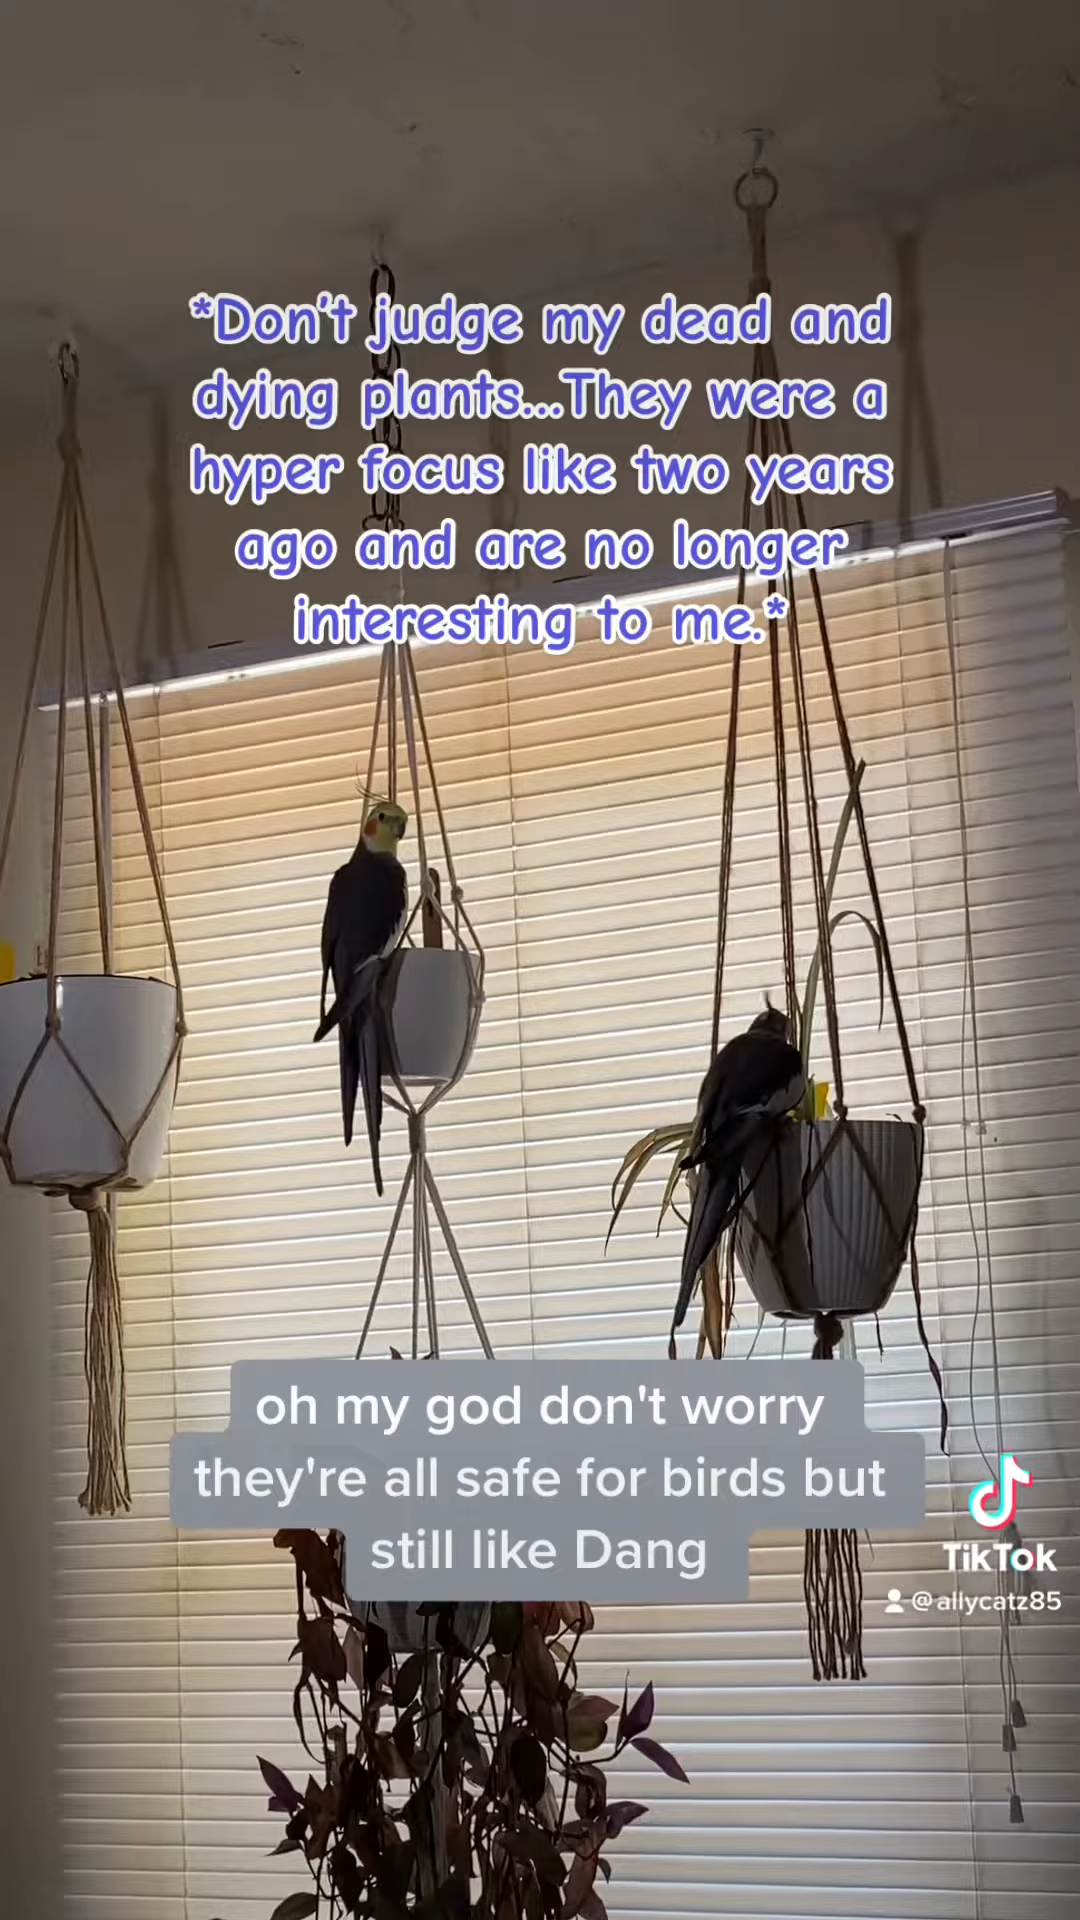 *Don't judge my dead and
dying plants...They were a
hyper focus like two years
ago and are no longer
interesting to me.*
oh my god don't worry
they're all safe for birds but
still like Dang
TikTok
@allycatz85